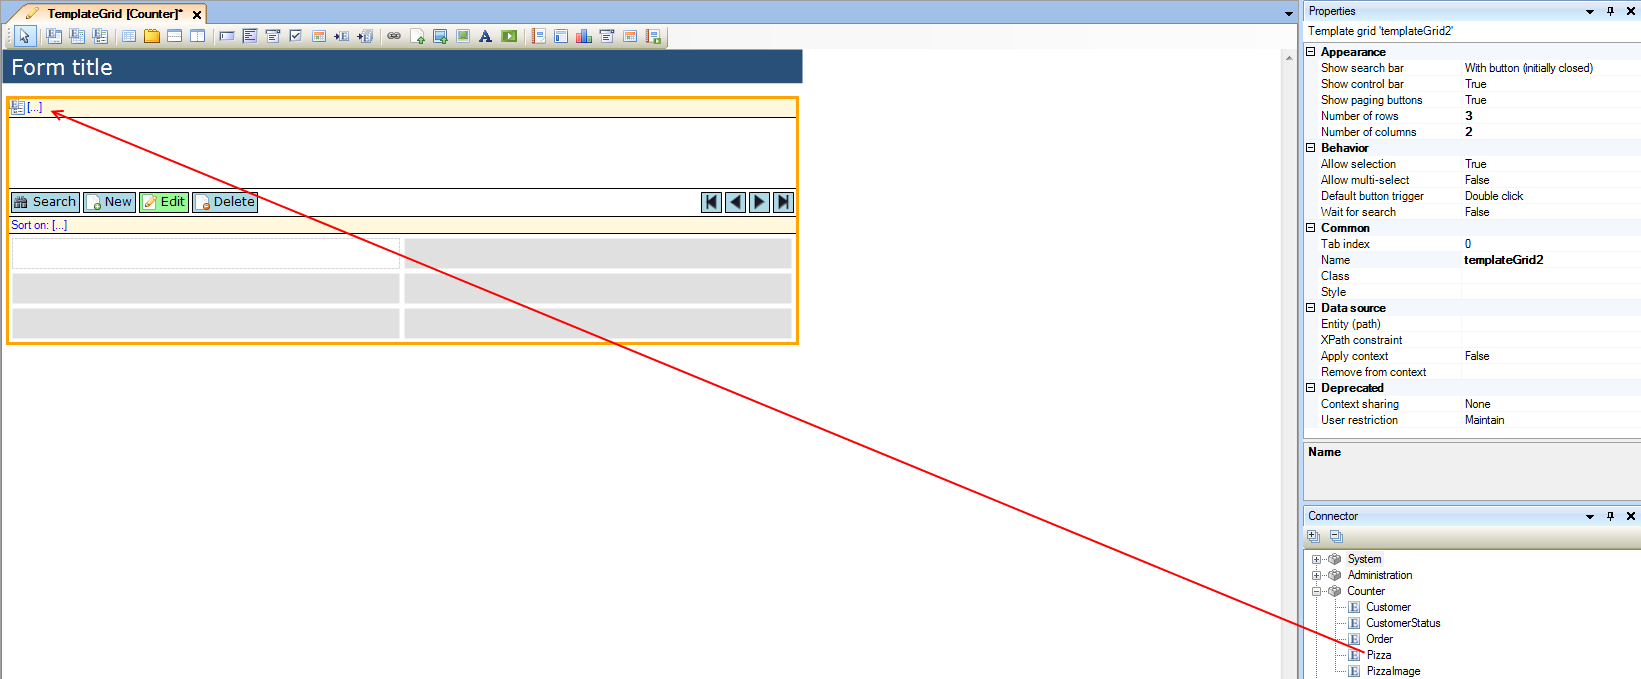 TemplateGrid [Counter]*
Form title
[...]
Search New Edit Delete
Sort on: [...]
Properties
Template grid 'templateGrid2'
Appearance
Show search bar With button (initially closed)
Show control bar True
Show paging buttons True
Number of rows 3
Number of columns 2
Behavior
Allow selection True
Allow multi-select False
Default button trigger Double click
Wait for search False
Common
Tab index 0
Name templateGrid2
Class
Style
Data source
Entity (path)
XPath constraint
Apply context False
Remove from context
Deprecated
Context sharing None
User restriction Maintain
Name
Connector
System
Administration
Counter
E Customer
E CustomerStatus
E Order
E Pizza
E PizzaImage